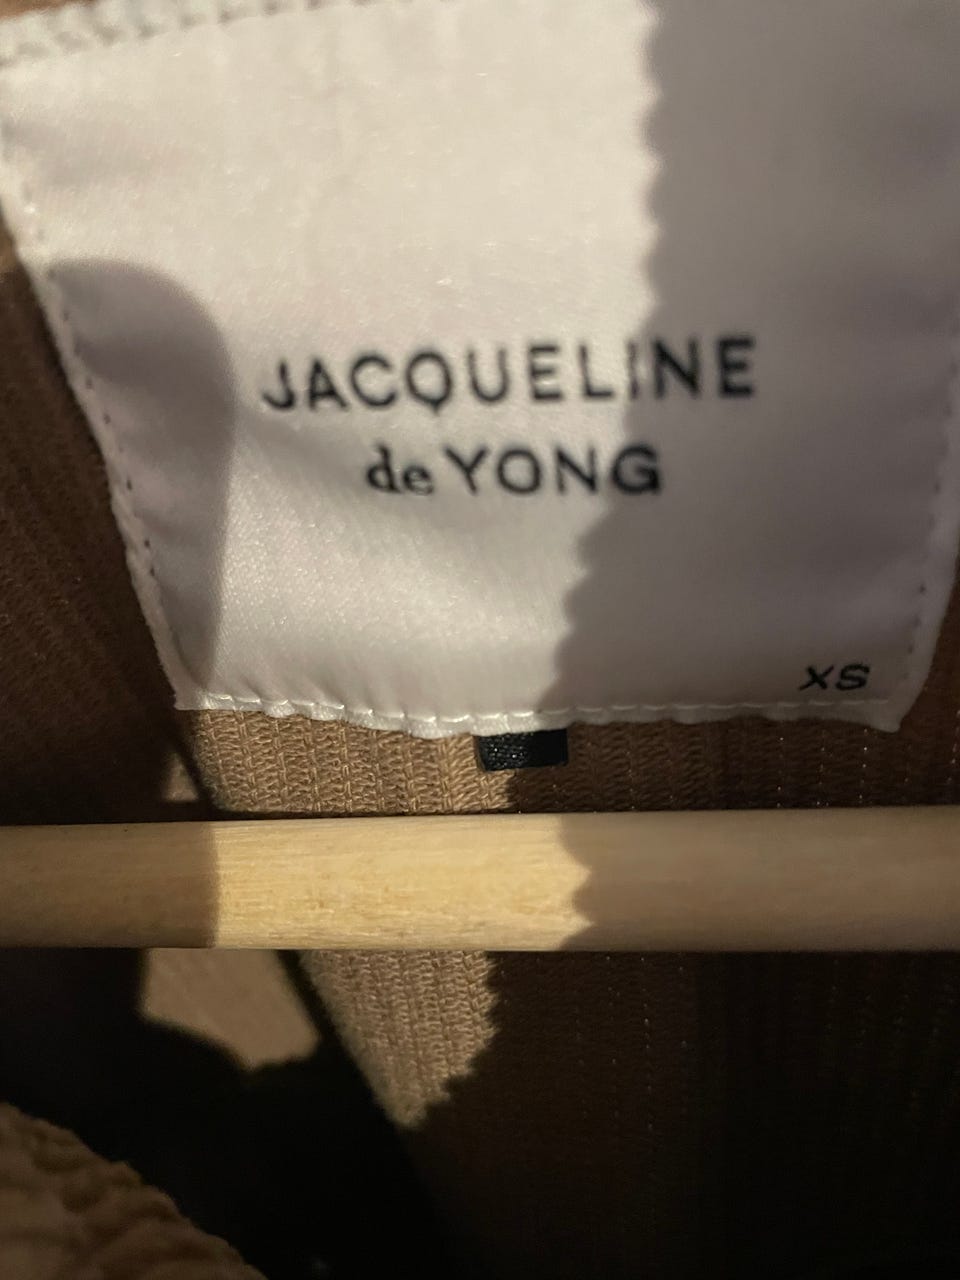 JACQUELINE
de YONG
XS